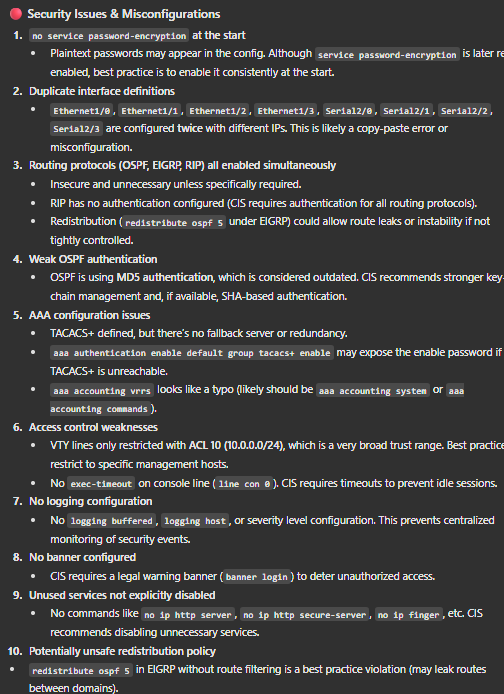 Security Issues & Misconfigurations
1. no service password-encryption at the start
• Plaintext passwords may appear in the config. Although service password-encryption is later re
enabled, best practice is to enable it consistently at the start.
2. Duplicate interface definitions
• Ethernet1/0, Ethernet1/1, Ethernet1/2, Ethernet1/3, Serial2/0, Serial2/1, Serial2/2,
Serial2/3 are configured twice with different IPs. This is likely a copy-paste error or
misconfiguration.
3. Routing protocols (OSPF, EIGRP, RIP) all enabled simultaneously
• Insecure and unnecessary unless specifically required.
• RIP has no authentication configured (CIS requires authentication for all routing protocols).
• Redistribution (redistribute ospf 5 under EIGRP) could allow route leaks or instability if not
tightly controlled.
4. Weak OSPF authentication
• OSPF is using MD5 authentication, which is considered outdated. CIS recommends stronger key-
chain management and, if available, SHA-based authentication.
5. AAA configuration issues
• TACACS+ defined, but there's no fallback server or redundancy.
• aaa authentication enable default group tacacs+ enable may expose the enable password if
TACACS+ is unreachable.
• aaa accounting vrrs looks like a typo (likely should be aaa accounting system or aaa
accounting commands).
6. Access control weaknesses
• VTY lines only restricted with ACL 10 (10.0.0.0/24), which is a very broad trust range. Best practice
restrict to specific management hosts.
• No exec-timeout on console line (line con 0). CIS requires timeouts to prevent idle sessions.
7. No logging configuration
• No logging buffered, logging host, or severity level configuration. This prevents centralized
monitoring of security events.
8. No banner configured
• CIS requires a legal warning banner (banner login) to deter unauthorized access.
9. Unused services not explicitly disabled
• No commands like no ip http server, no ip http secure-server, no ip finger, etc. CIS
recommends disabling unnecessary services.
10. Potentially unsafe redistribution policy
• redistribute ospf 5 in EIGRP without route filtering is a best practice violation (may leak routes
between domains).